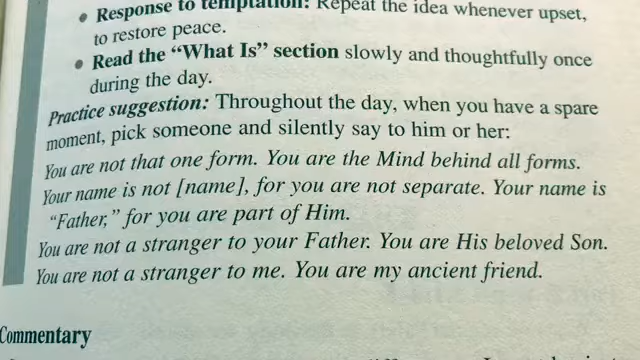 • Response to temptation: Repeat the idea whenever upset,
to restore peace.
• Read the “What Is” section slowly and thoughtfully once
during the day.
Practice suggestion: Throughout the day, when you have a spare
moment, pick someone and silently say to him or her:
You are not that one form. You are the Mind behind all forms.
Your name is not [name], for you are not separate. Your name is
“Father,” for you are part of Him.
You are not a stranger to your Father. You are His beloved Son.
You are not a stranger to me. You are my ancient friend.
Commentary